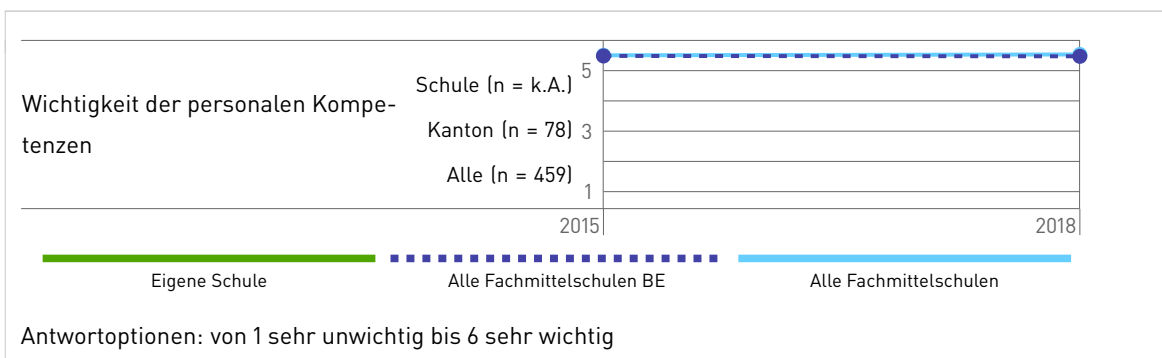 Wichtigkeit der personalen Kompe-
tenzen
Schule (n = k.A.)
Kanton (n = 78)
Alle (n = 459)
5
3
1
2015
2018
Eigene Schule
Alle Fachmittelschulen BE
Alle Fachmittelschulen
Antwortoptionen: von 1 sehr unwichtig bis 6 sehr wichtig